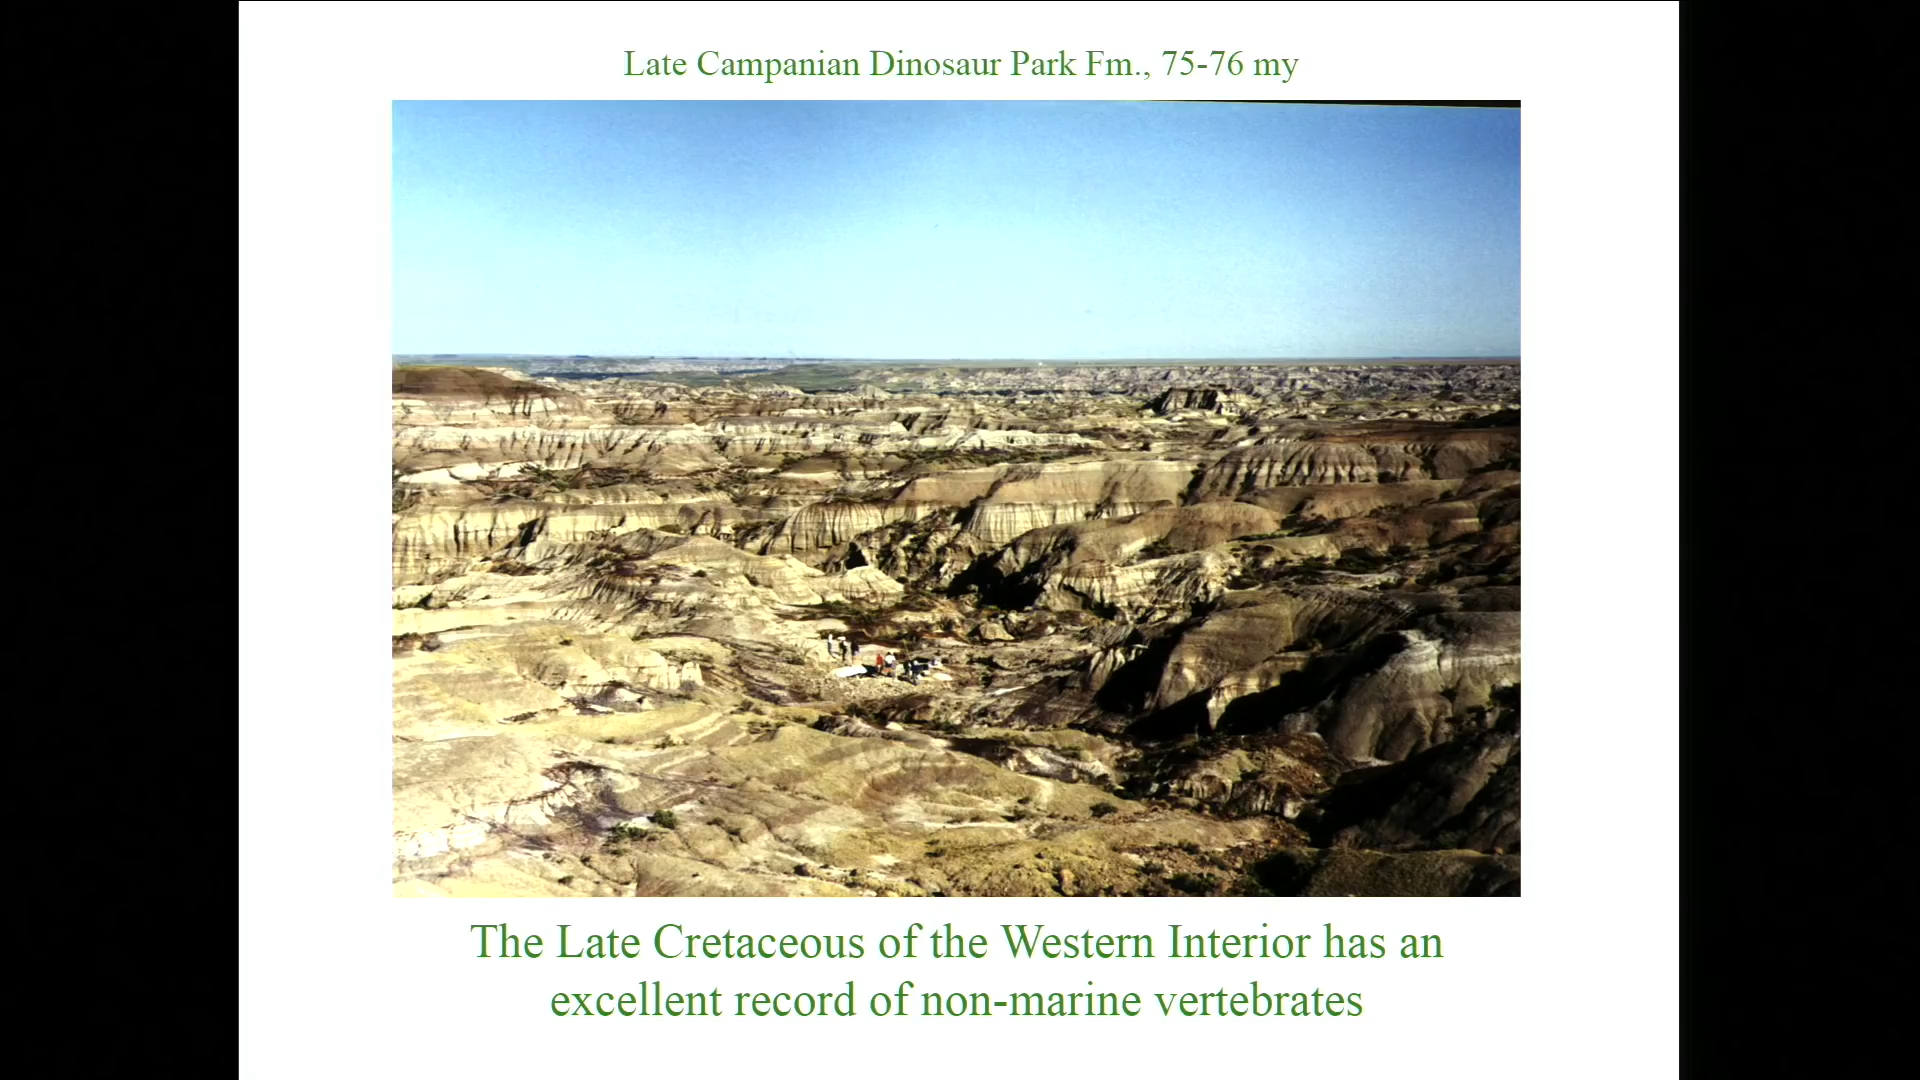 Late Campanian Dinosaur Park Fm., 75-76 my
The Late Cretaceous of the Western Interior has an
excellent record of non-marine vertebrates